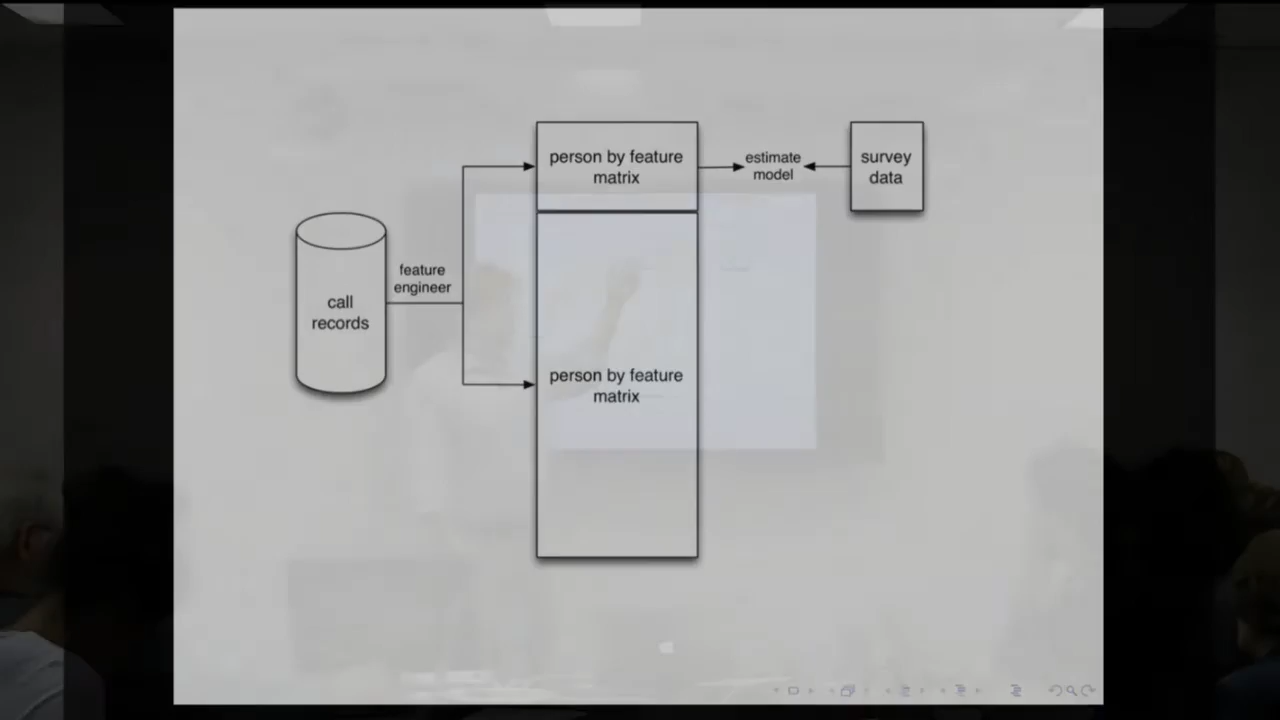 person by feature
matrix
estimate
model
survey
data
feature
engineer
call
records
person by feature
matrix